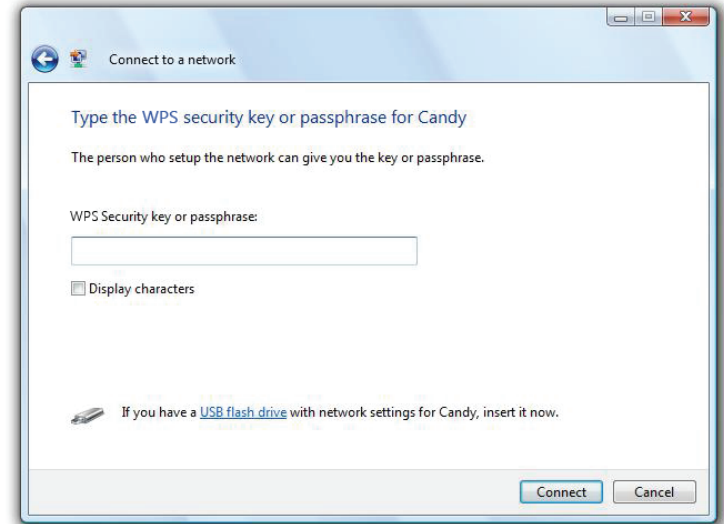 Connect to a network
Type the WPS security key or passphrase for Candy
The person who setup the network can give you the key or passphrase.
WPS Security key or passphrase:
Display characters
If you have a USB flash drive with network settings for Candy, insert it now.
Connect
Cancel